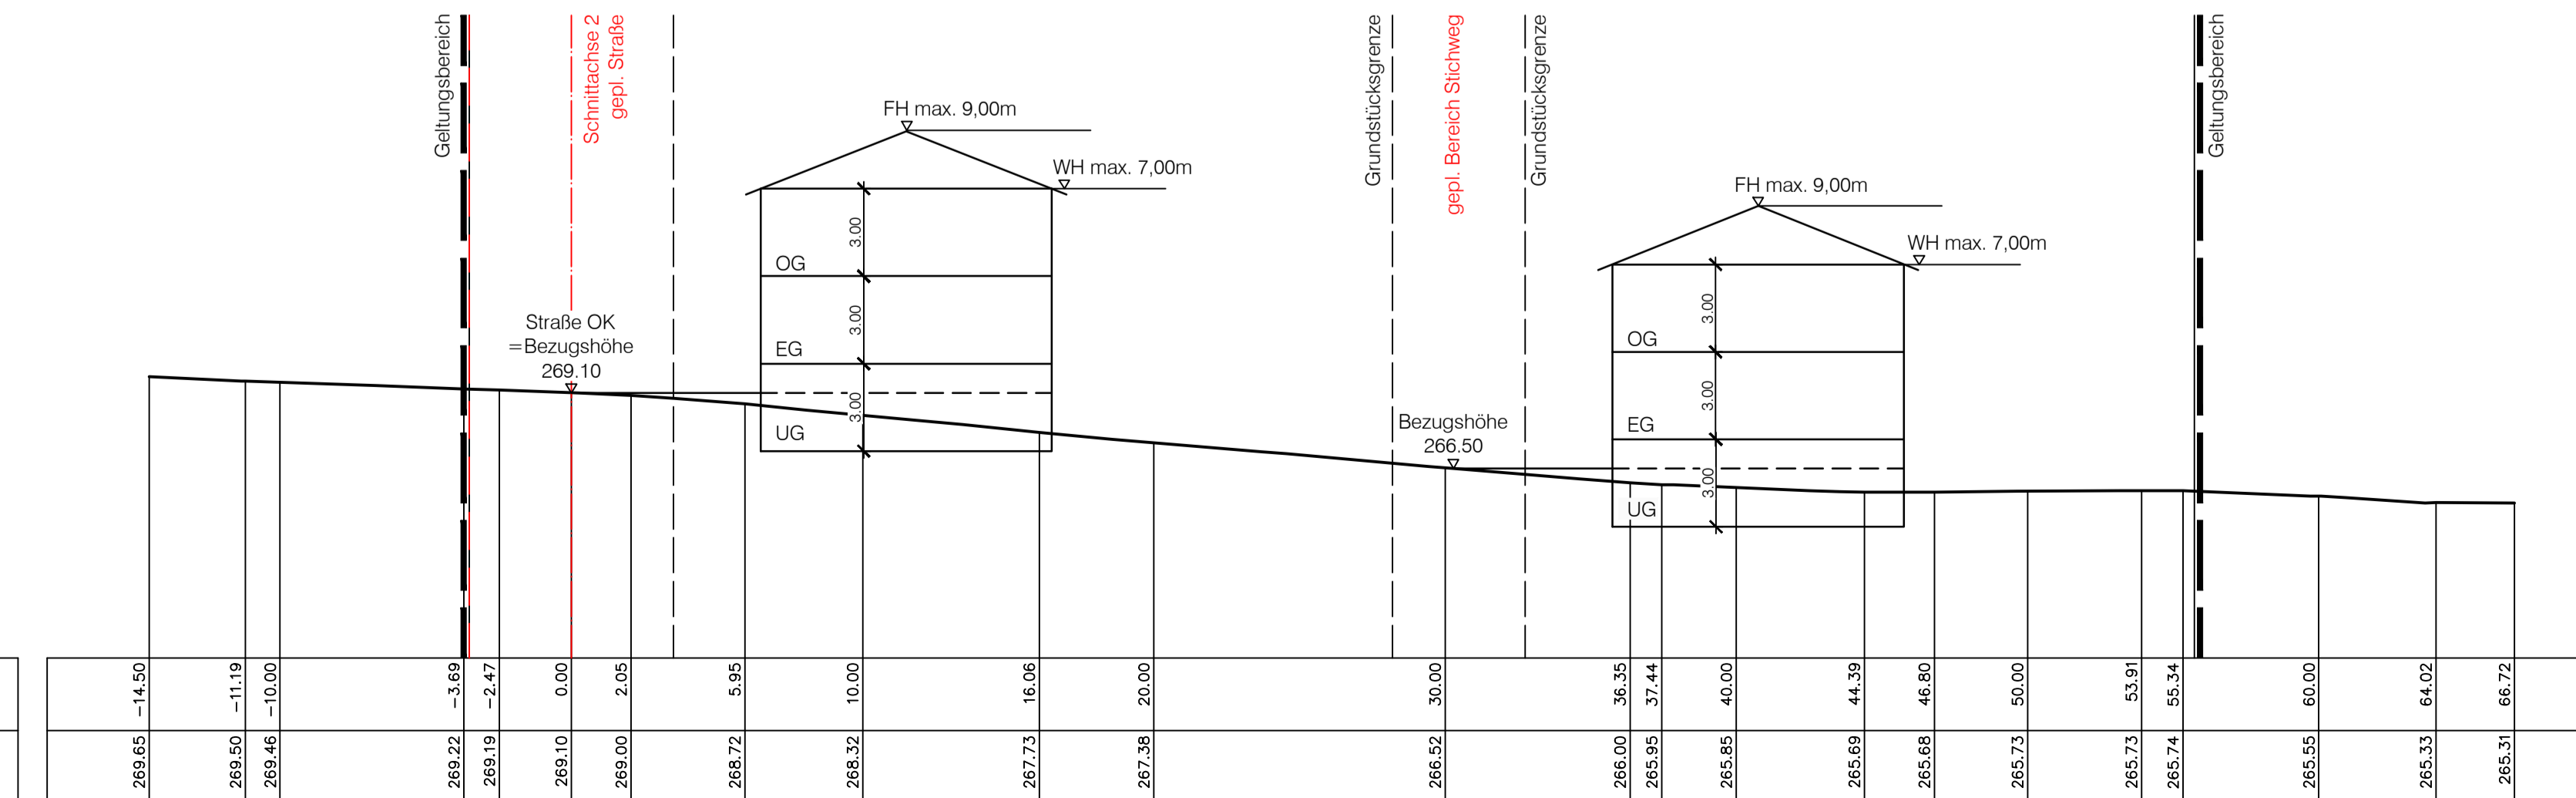 Geltungsbereich
Schnittachse 2
gepl. Straße
Grundstücksgrenze
gepl. Bereich Stichweg
Grundstücksgrenze
Geltungsbereich
FH max. 9,00m
WH max. 7,00m
3.00
OG
3.00
EG
3.00
UG
Straße OK
=Bezugshöhe
269.10
FH max. 9,00m
WH max. 7,00m
3.00
OG
3.00
EG
3.00
UG
Bezugshöhe
266.50
−14.50
−11.19
−10.00
−3.69
−2.47
0.00
2.05
5.95
10.00
16.06
20.00
30.00
36.35
37.44
40.00
44.39
46.80
50.00
53.91
55.34
60.00
64.02
66.72
269.65
269.50
269.46
269.22
269.19
269.10
269.00
268.72
268.32
267.73
267.38
266.52
266.00
265.95
265.85
265.69
265.68
265.73
265.73
265.74
265.55
265.33
265.31